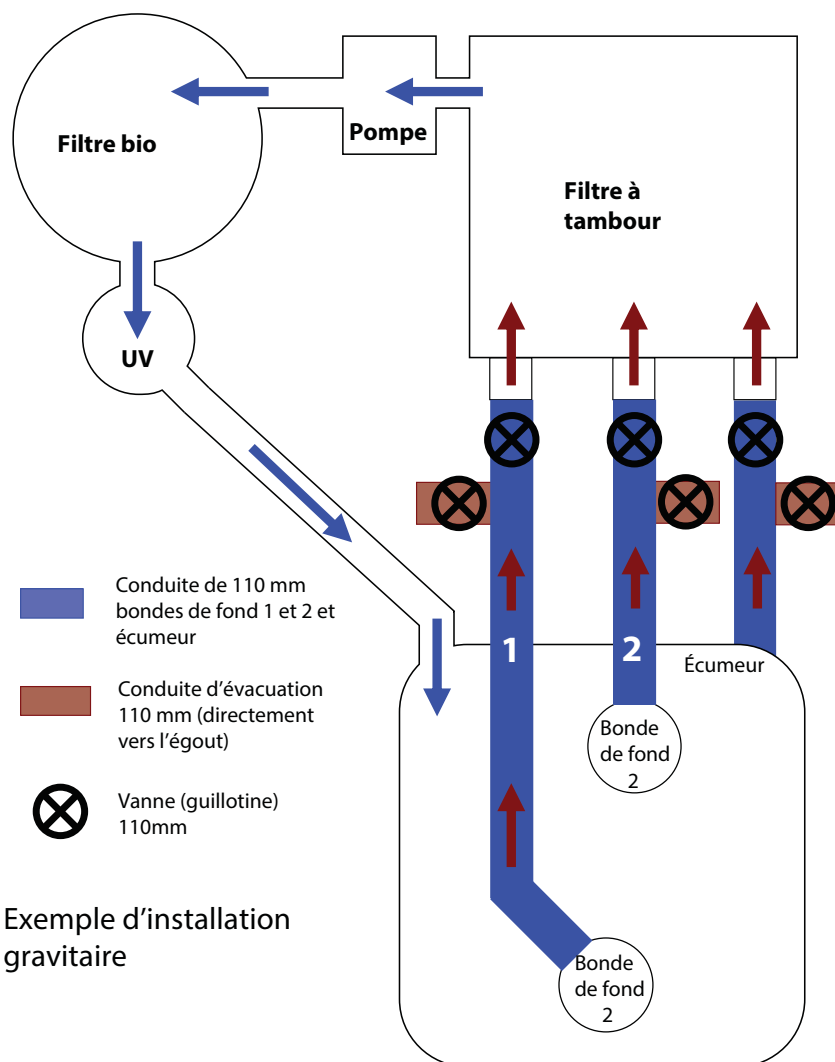 Filtre bio
Pompe
Filtre à
tambour
UV
1
2
Écumeur
Bonde
de fond
2
Bonde
de fond
2
Conduite de 110 mm
bondes de fond 1 et 2 et
écumeur
Conduite d’évacuation
110 mm (directement
vers l’égout)
Vanne (guillotine)
110mm
Exemple d’installation
gravitaire